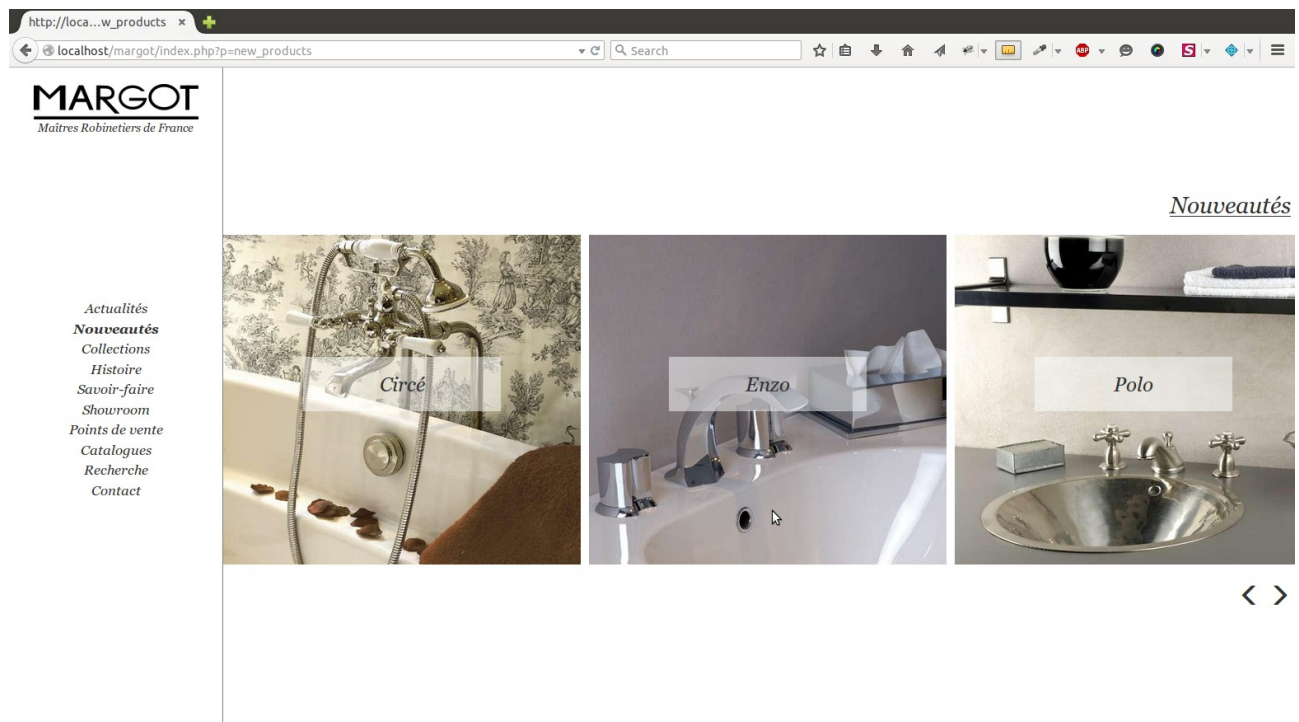 http://loca...w_products
localhost/margot/index.php?p=new_products
Search
ABP
S
MARGOT
Maîtres Robinetiers de France
Nouveautés
Actualités
Nouveautés
Collections
Histoire
Savoir-faire
Showroom
Points de vente
Catalogues
Recherche
Contact
Circé
Enzo
Polo